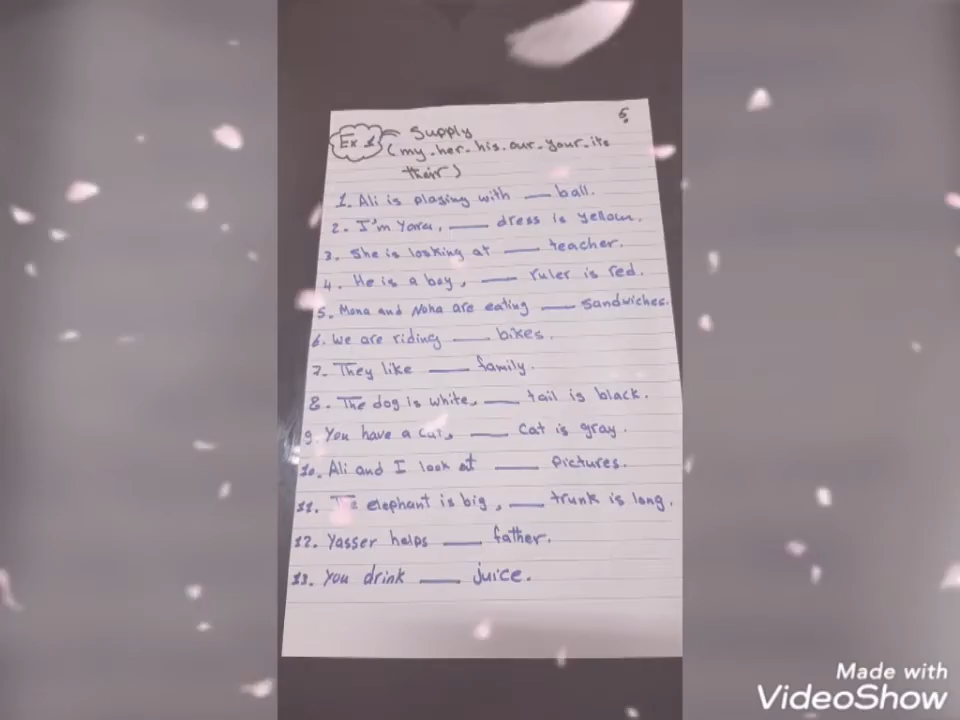 5
Ex 1 Supply
(my-her-his-our-your-its
their)
1. Ali is plasing with ___ ball.
2. I'm Yara, ___ dress is yellow.
3. She is looking at ___ teacher.
4. He is a boy, ___ ruler is red.
5. Mona and Noha are eating ___ sandwiches.
6. We are riding ___ bikes.
7. They like ___ family.
8. The dog is white, ___ tail is black.
9. You have a cat, ___ cat is gray.
10. Ali and I look at ___ pictures.
11. The elephant is big, ___ trunk is long.
12. Yasser helps ___ father.
13. You drink ___ juice.
Made with
VideoShow